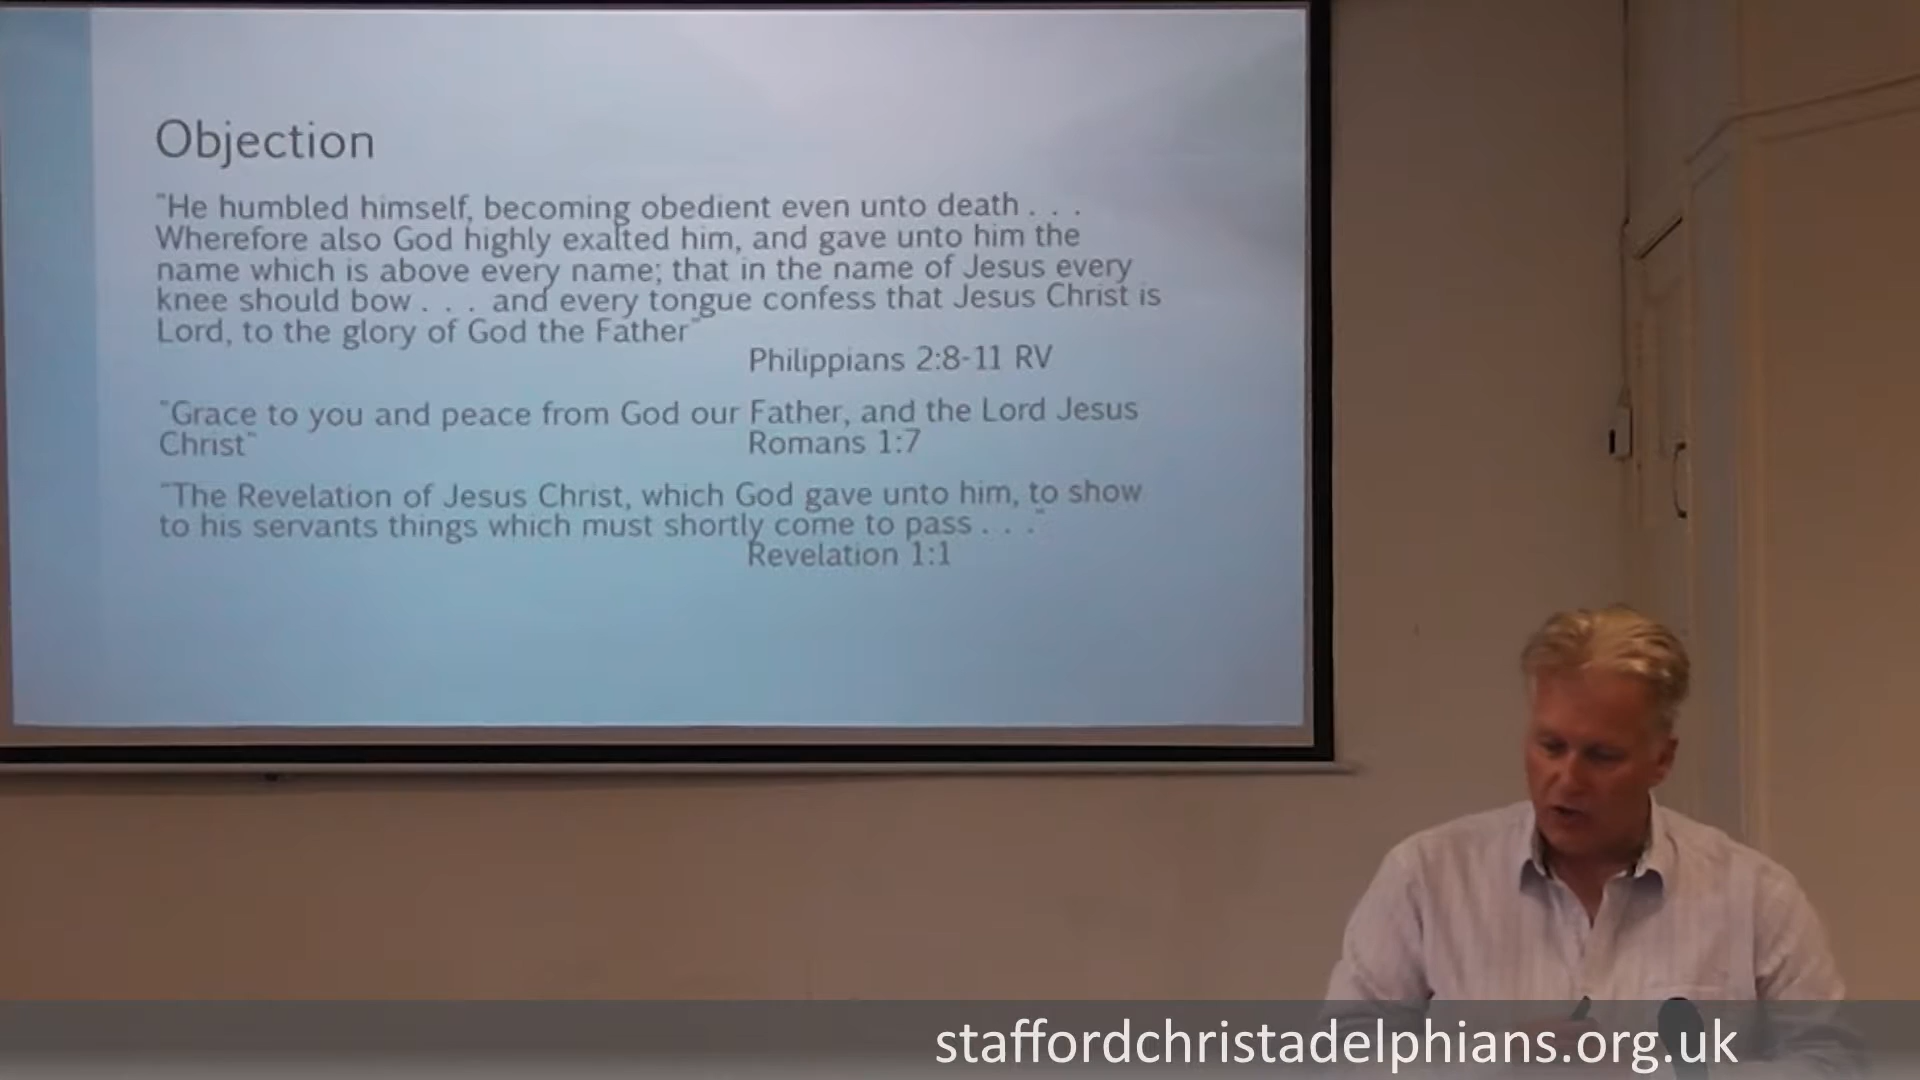 Objection
"He humbled himself, becoming obedient even unto death . . .
Wherefore also God highly exalted him, and gave unto him the
name which is above every name; that in the name of Jesus every
knee should bow . . . and every tongue confess that Jesus Christ is
Lord, to the glory of God the Father"
Philippians 2:8-11 RV
"Grace to you and peace from God our Father, and the Lord Jesus
Christ" Romans 1:7
"The Revelation of Jesus Christ, which God gave unto him, to show
to his servants things which must shortly come to pass . . ."
Revelation 1:1
staffordchristadelphians.org.uk